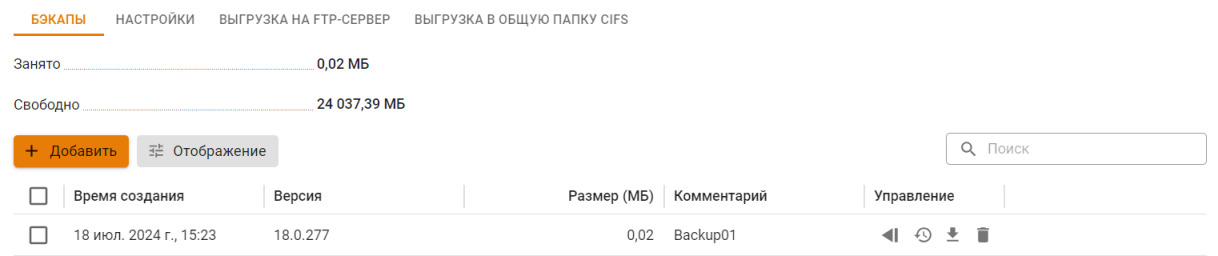 БЭКАПЫ НАСТРОЙКИ ВЫГРУЗКА НА FTP-СЕРВЕР ВЫГРУЗКА В ОБЩУЮ ПАПКУ CIFS
Занято 0,02 МБ
Свободно 24 037,39 МБ
Добавить Отображение Поиск
Время создания Версия Размер (МБ) Комментарий Управление
18 июл. 2024 г., 15:23 18.0.277 0,02 Backup01